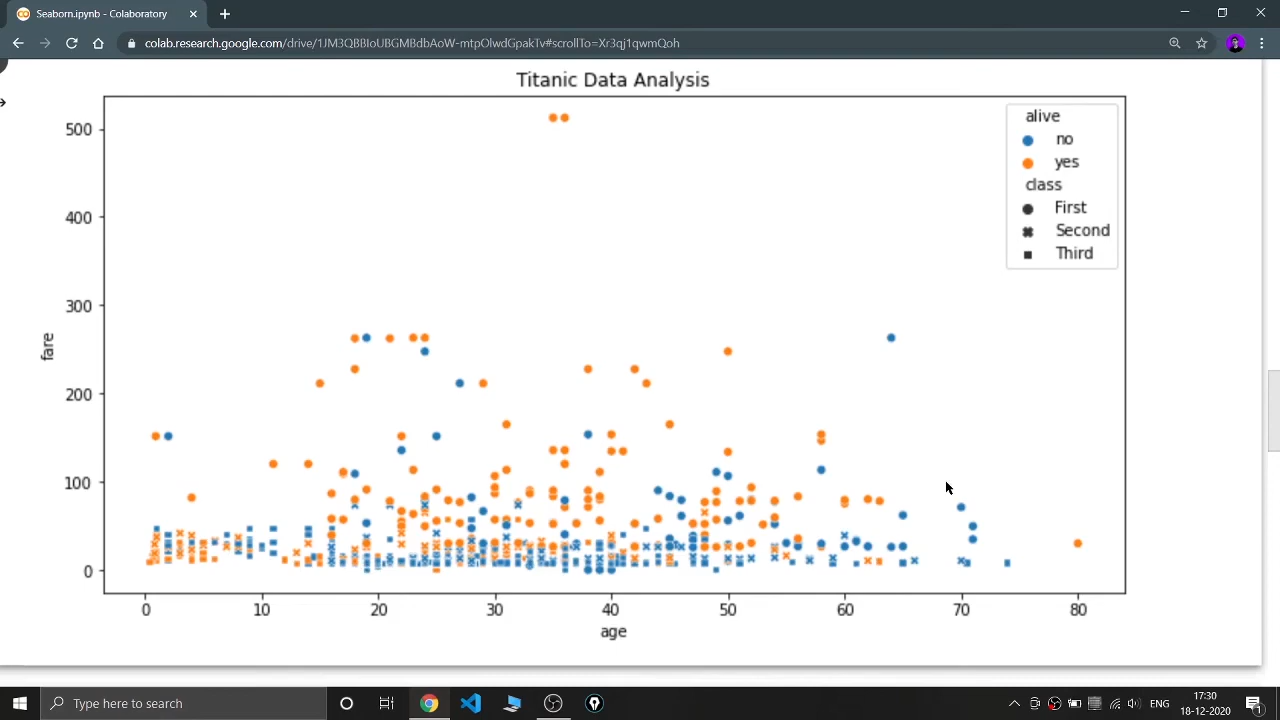 Seaborn.ipynb - Colaboratory
colab.research.google.com/drive/1JM3QBBIoUBGMBdbAoW-mtpOlwdGpakTv#scrollTo=Xr3qj1qwmQoh
Titanic Data Analysis
alive
no
yes
class
First
Second
Third
fare
500
400
300
200
100
0
0 10 20 30 40 50 60 70 80
age
Type here to search
ENG
17:30
18-12-2020
1